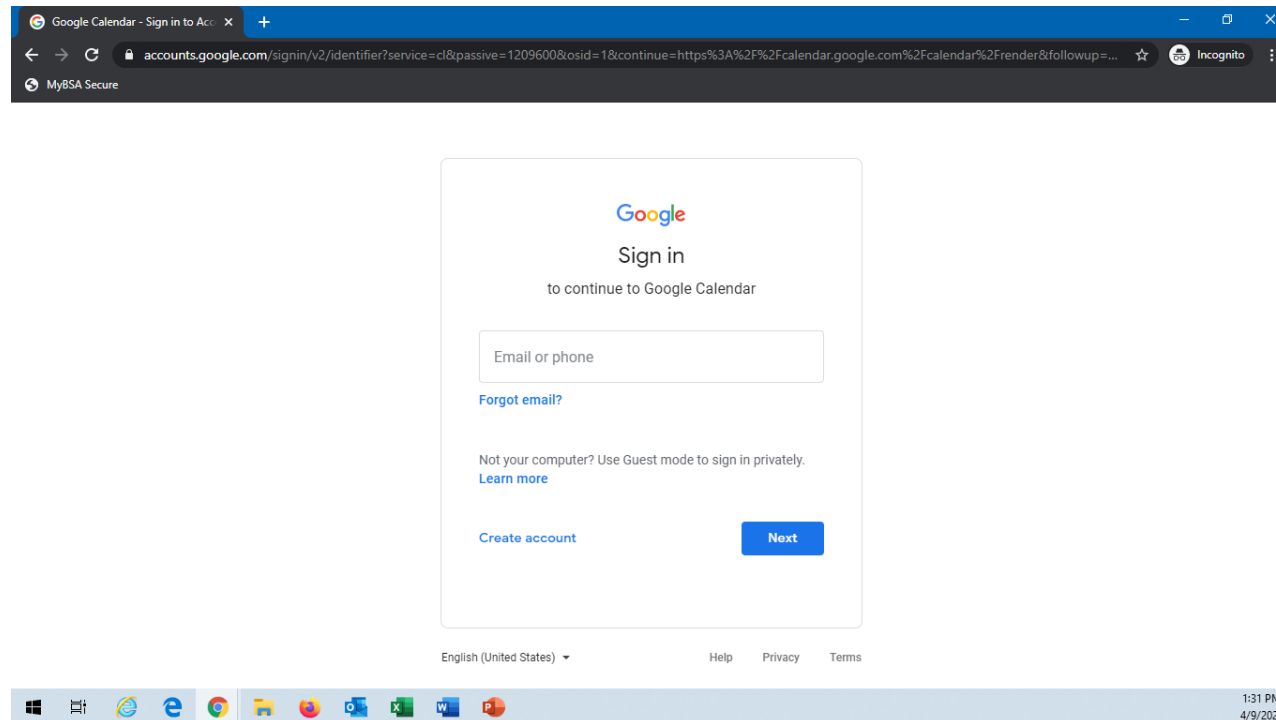 Google Calendar - Sign in to Acc
accounts.google.com/signin/v2/identifier?service=cl&passive=1209600&osid=1&continue=https%3A%2F%2Fcalendar.google.com%2Fcalendar%2Frender&followup=...
Incognito
MyBSA Secure
Google
Sign in
to continue to Google Calendar
Email or phone
Forgot email?
Not your computer? Use Guest mode to sign in privately.
Learn more
Create account
Next
English (United States)
Help Privacy Terms
1:31 PM
4/9/202